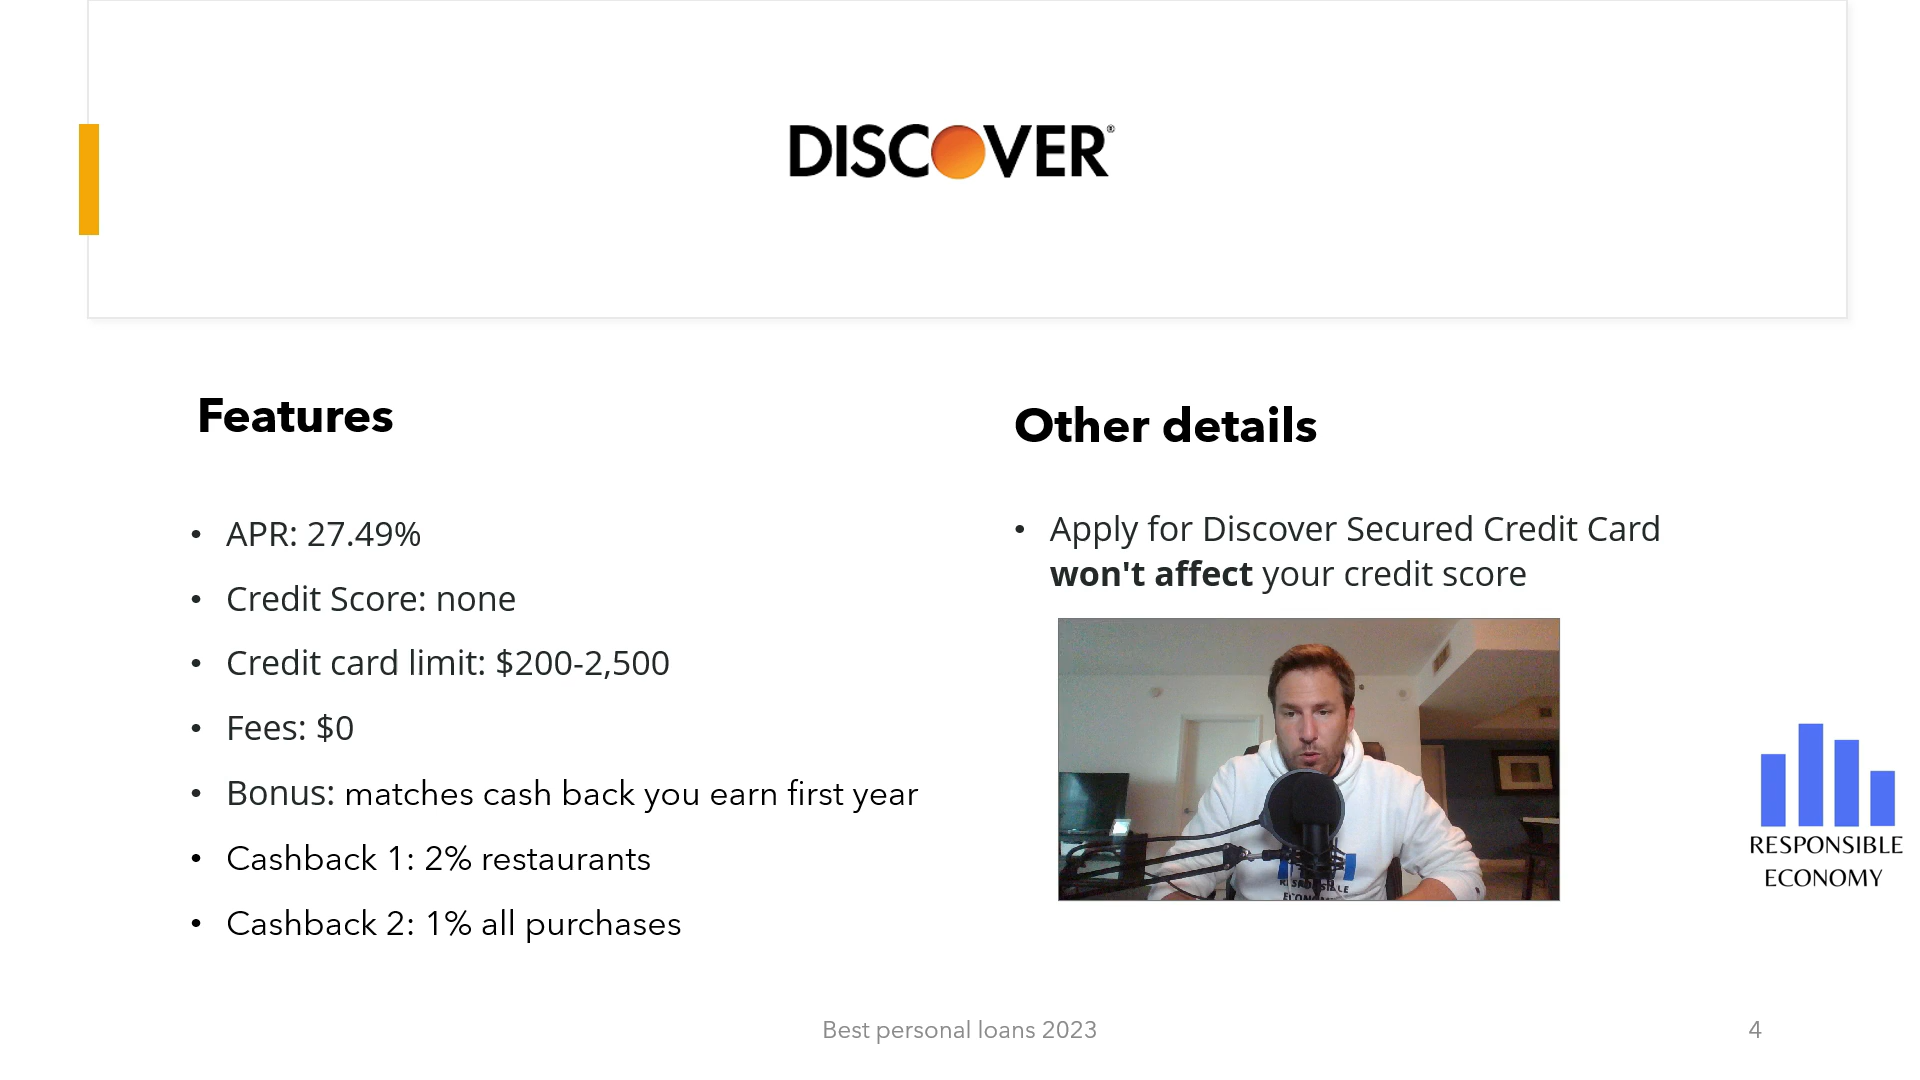 DISCOVER®
Features
• APR: 27.49%
• Credit Score: none
• Credit card limit: $200-2,500
• Fees: $0
• Bonus: matches cash back you earn first year
• Cashback 1: 2% restaurants
• Cashback 2: 1% all purchases
Other details
• Apply for Discover Secured Credit Card
won't affect your credit score
RESPONSIBLE
RESPONSIBLE
ECONOMY
Best personal loans 2023
4